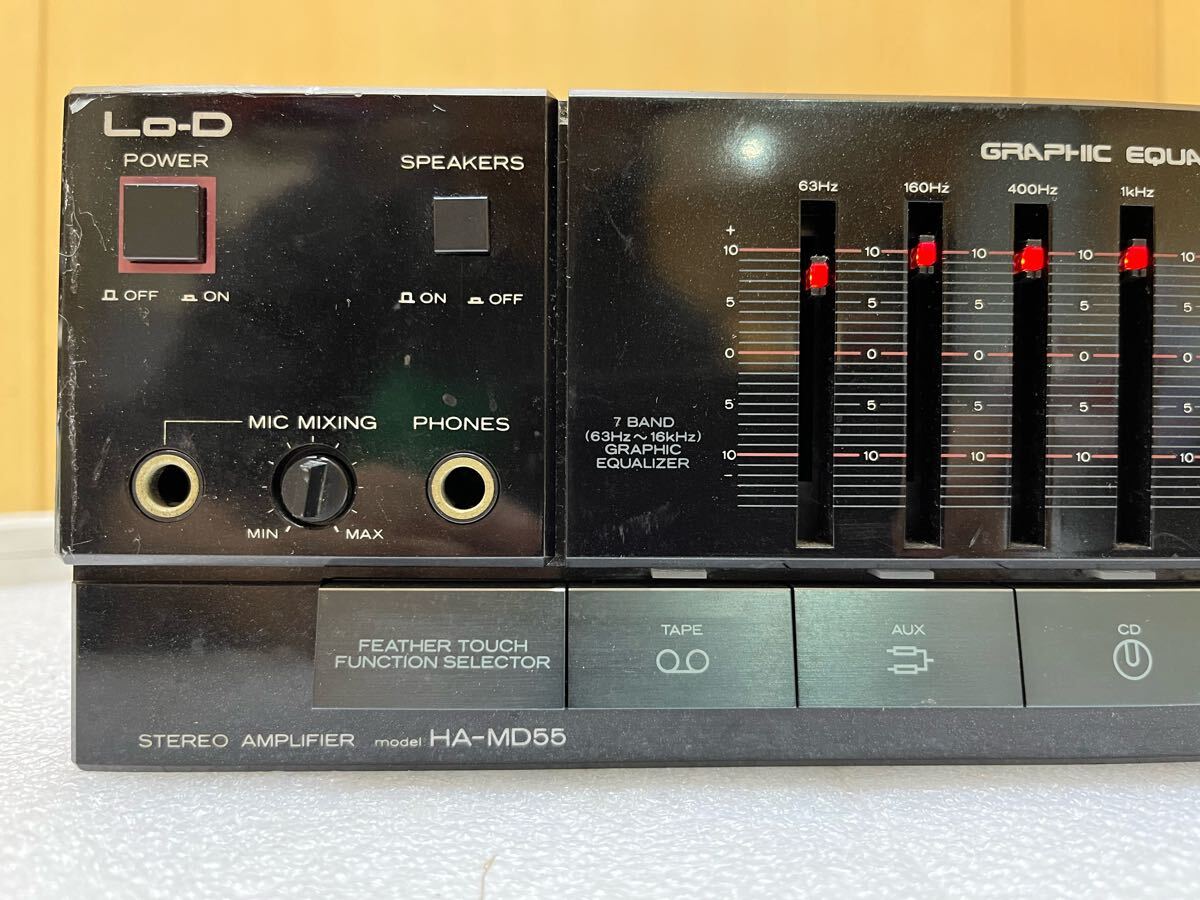 Lo-D
POWER
SPEAKERS
OFF ON
ON OFF
MIC MIXING
PHONES
MIN MAX
GRAPHIC EQUA
63Hz 160Hz 400Hz 1kHz
+
10 10 10 10 10
5 5 5 5 5
0 0 0 0 0
5 5 5 5 5
10 10 10 10 10
-
7 BAND
(63Hz~16kHz)
GRAPHIC
EQUALIZER
FEATHER TOUCH
FUNCTION SELECTOR
TAPE
AUX
CD
STEREO AMPLIFIER model HA-MD55